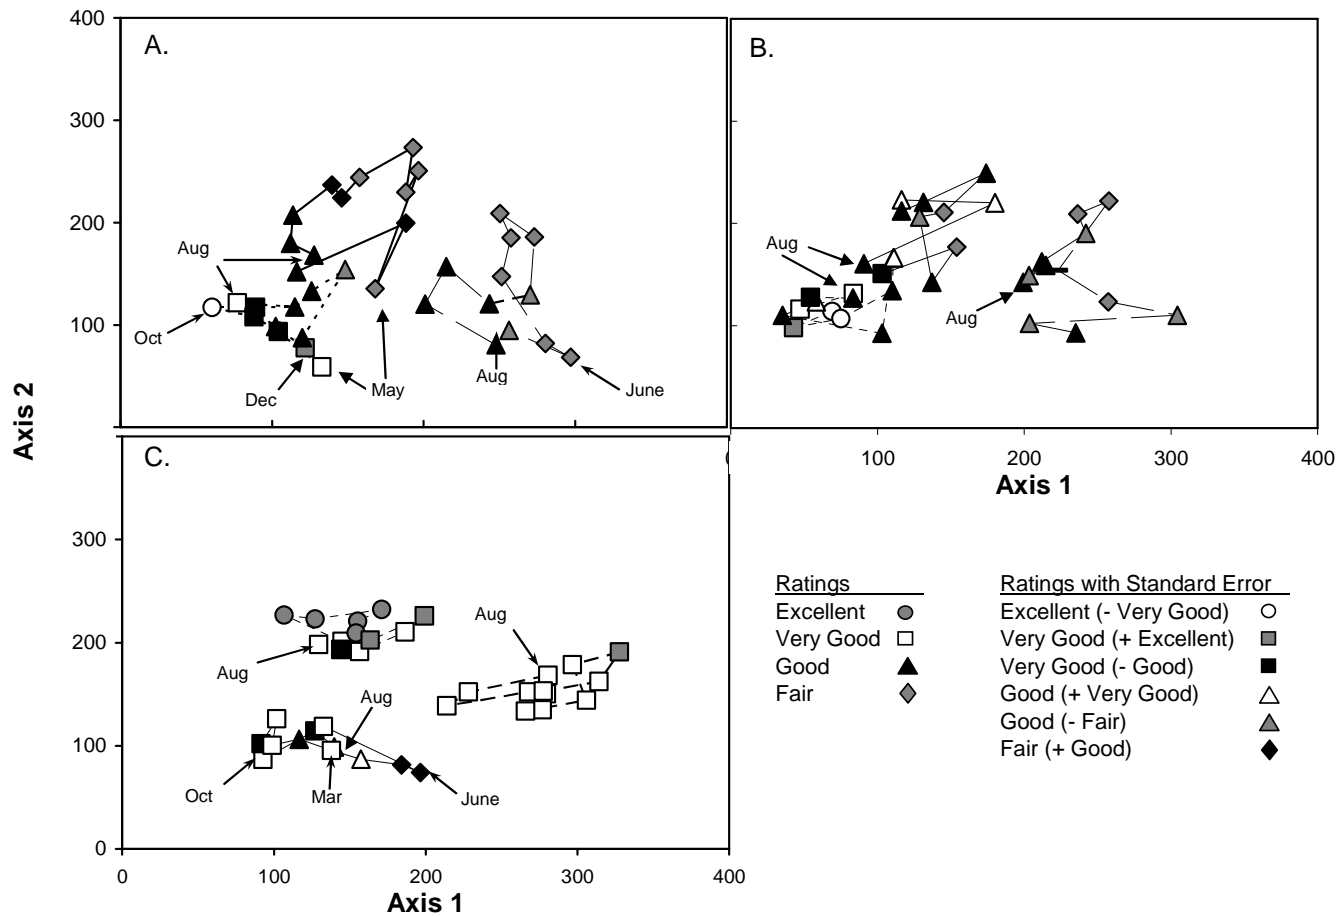 400
A.
B.
300
200
100
Aug
Oct
Dec
May
Aug
June
Aug
Aug
Axis 2
C.
100
200
300
400
Axis 1
300
200
100
0
Aug
Aug
Aug
Oct
Mar
June
0
100
200
300
400
Axis 1
Ratings
Excellent
Very Good
Good
Fair
Ratings with Standard Error
Excellent (- Very Good)
Very Good (+ Excellent)
Very Good (- Good)
Good (+ Very Good)
Good (- Fair)
Fair (+ Good)